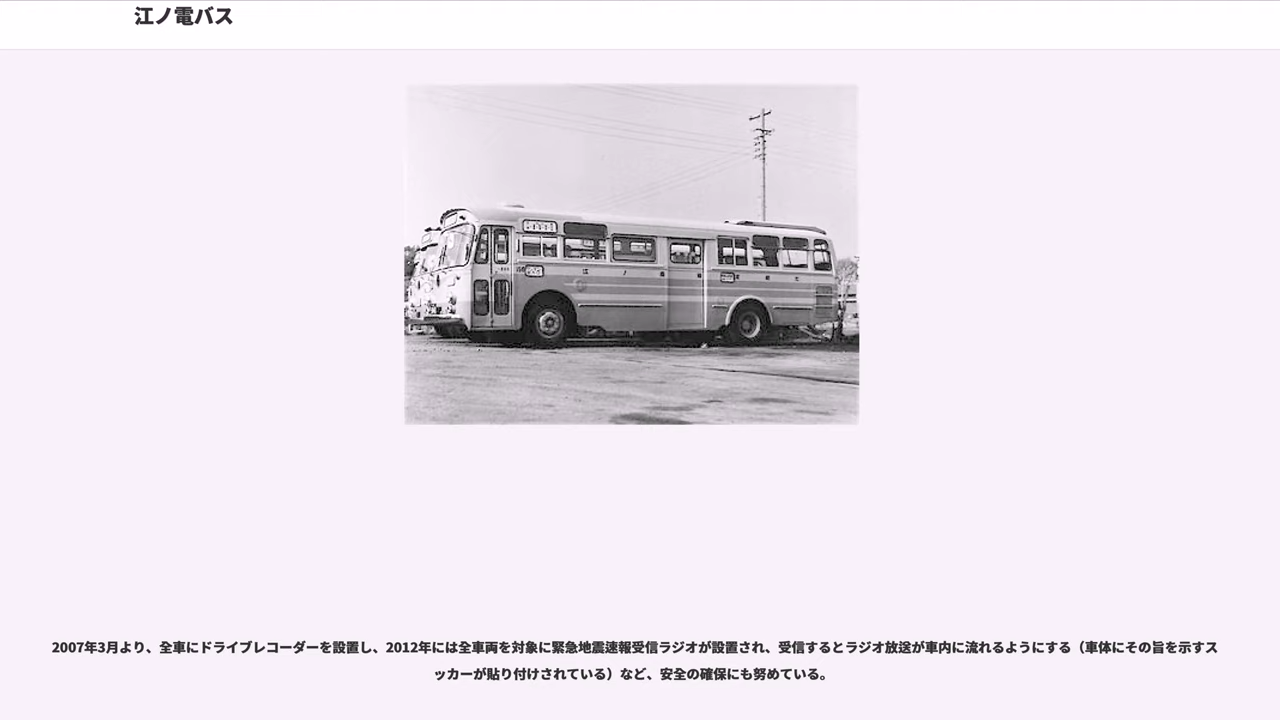 江ノ電バス
2007年3月より、全車にドライブレコーダーを設置し、2012年には全車両を対象に緊急地震速報受信ラジオが設置され、受信するとラジオ放送が車内に流れるようにする（車体にその旨を示すス
ッカーが貼り付けされている）など、安全の確保にも努めている。